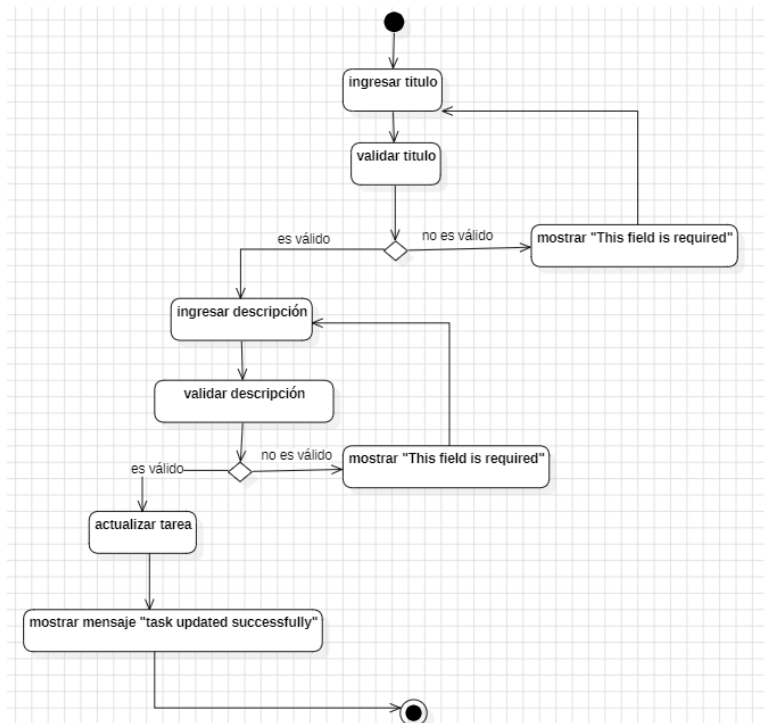 ingresar titulo
validar titulo
es válido
no es válido
mostrar "This field is required"
ingresar descripción
validar descripción
es válido
no es válido
mostrar "This field is required"
actualizar tarea
mostrar mensaje "task updated successfully"